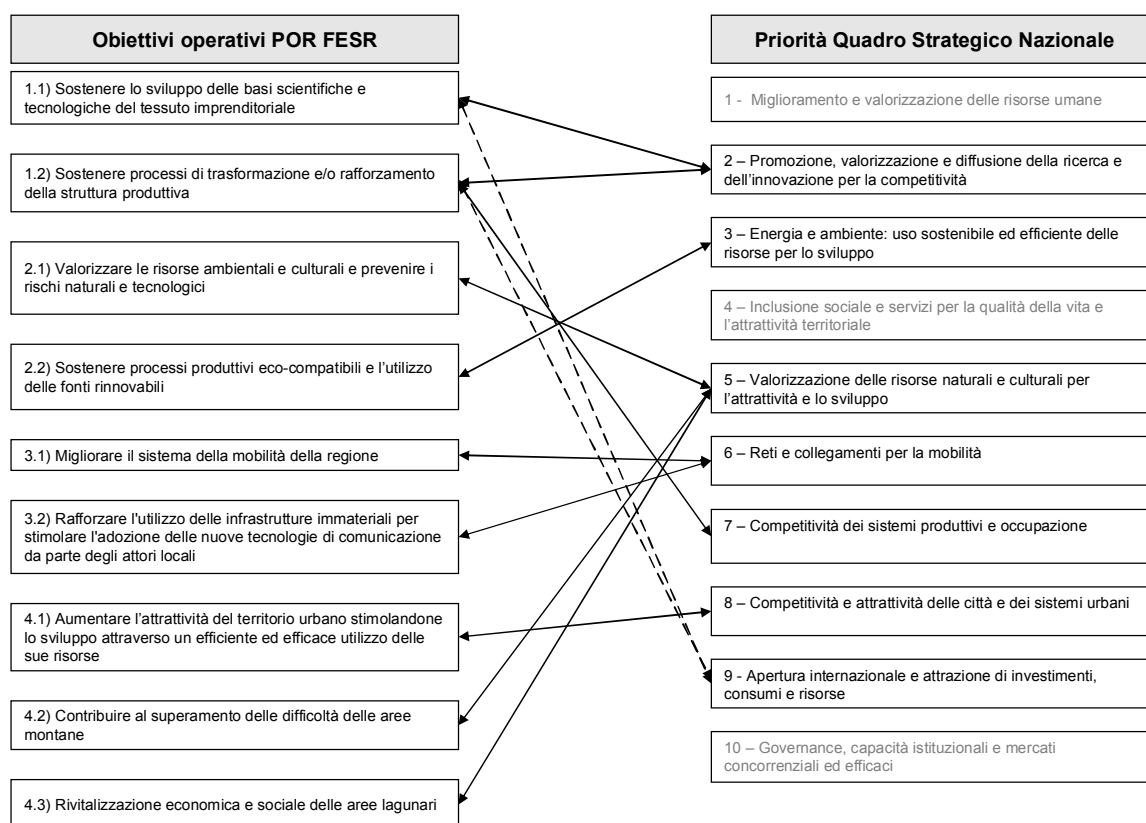 Obiettivi operativi POR FESR
1.1) Sostenere lo sviluppo delle basi scientifiche e
tecnologiche del tessuto imprenditoriale
1.2) Sostenere processi di trasformazione e/o rafforzamento
della struttura produttiva
2.1) Valorizzare le risorse ambientali e culturali e prevenire i
rischi naturali e tecnologici
2.2) Sostenere processi produttivi eco-compatibili e l’utilizzo
delle fonti rinnovabili
3.1) Migliorare il sistema della mobilità della regione
3.2) Rafforzare l'utilizzo delle infrastrutture immateriali per
stimolare l'adozione delle nuove tecnologie di comunicazione
da parte degli attori locali
4.1) Aumentare l’attrattività del territorio urbano stimolandone
lo sviluppo attraverso un efficiente ed efficace utilizzo delle
sue risorse
4.2) Contribuire al superamento delle difficoltà delle aree
montane
4.3) Rivitalizzazione economica e sociale delle aree lagunari
Priorità Quadro Strategico Nazionale
1 - Miglioramento e valorizzazione delle risorse umane
2 – Promozione, valorizzazione e diffusione della ricerca e
dell’innovazione per la competitività
3 – Energia e ambiente: uso sostenibile ed efficiente delle
risorse per lo sviluppo
4 – Inclusione sociale e servizi per la qualità della vita e
l’attrattività territoriale
5 – Valorizzazione delle risorse naturali e culturali per
l’attrattività e lo sviluppo
6 – Reti e collegamenti per la mobilità
7 – Competitività dei sistemi produttivi e occupazione
8 – Competitività e attrattività delle città e dei sistemi urbani
9 - Apertura internazionale e attrazione di investimenti,
consumi e risorse
10 – Governance, capacità istituzionali e mercati
concorrenziali ed efficaci